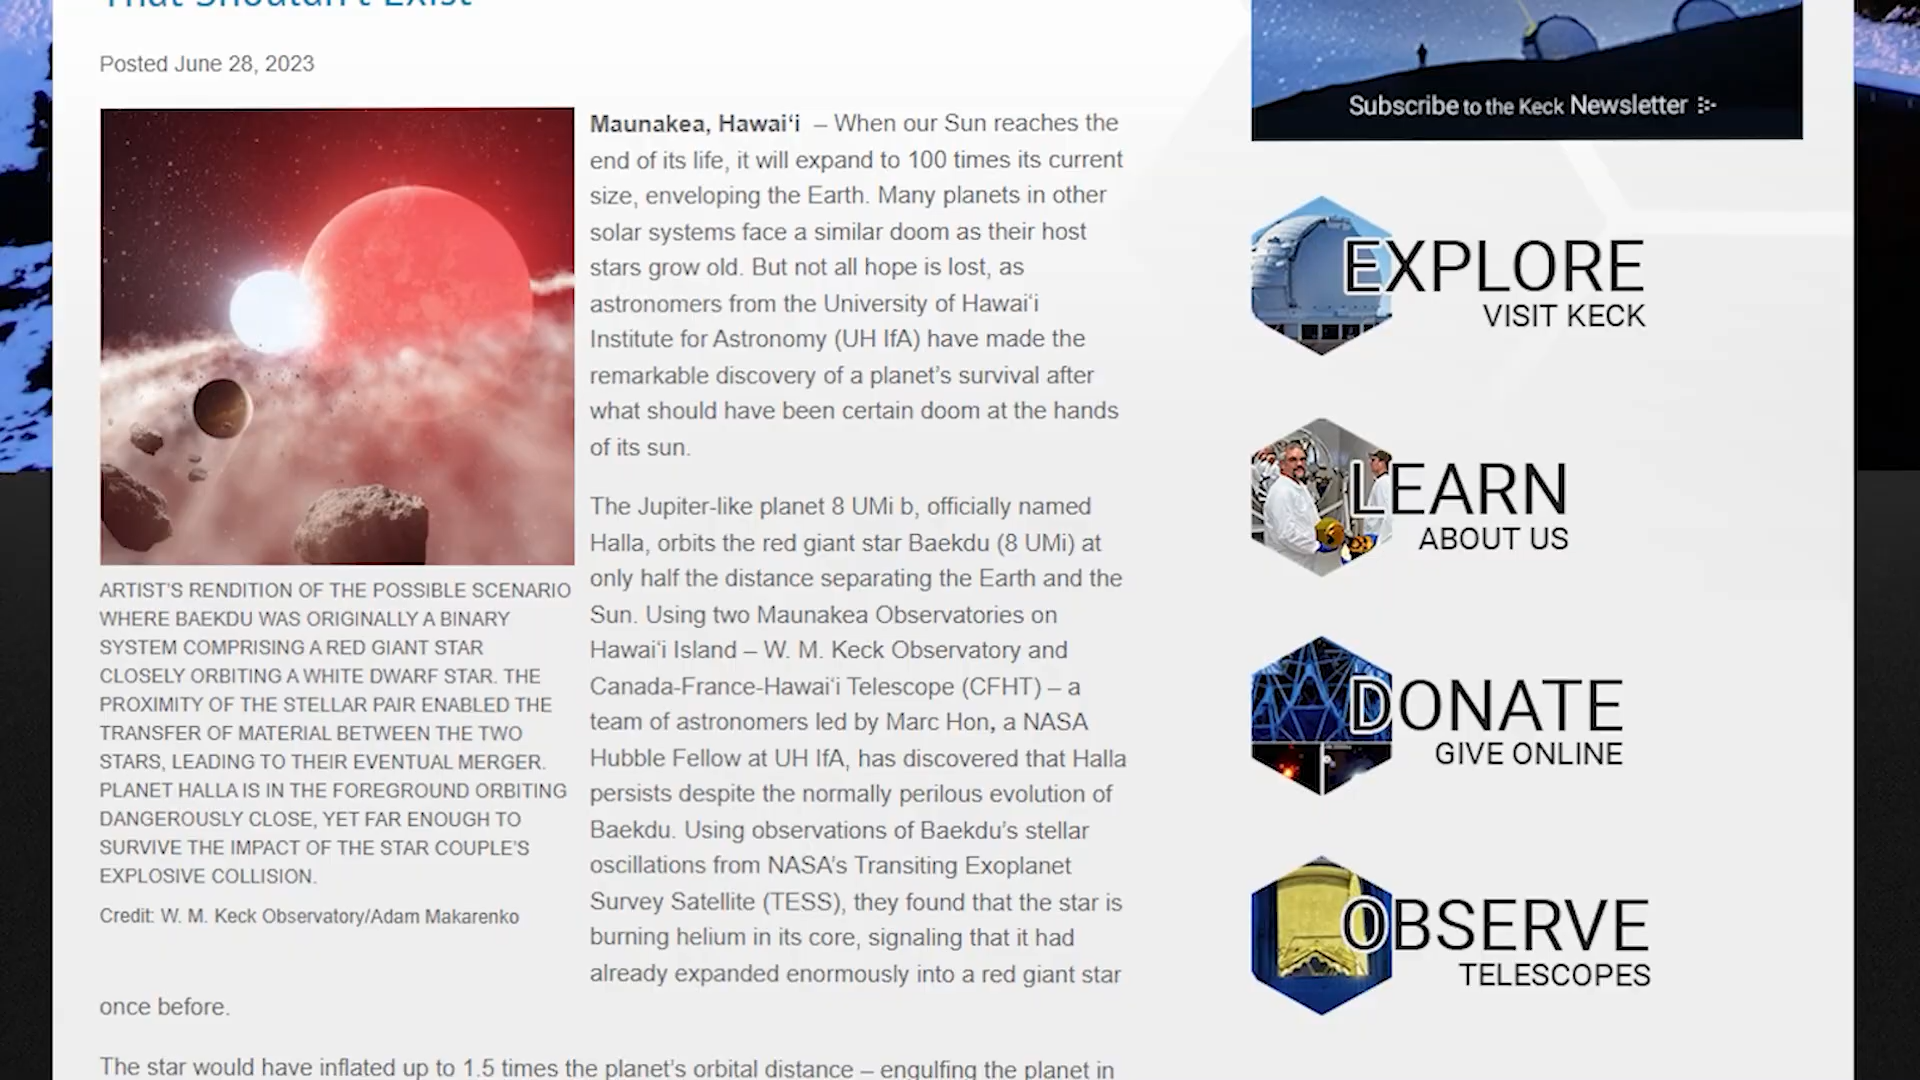 That Shouldn't Exist
Posted June 28, 2023
Maunakea, Hawaiʻi – When our Sun reaches the
end of its life, it will expand to 100 times its current
size, enveloping the Earth. Many planets in other
solar systems face a similar doom as their host
stars grow old. But not all hope is lost, as
astronomers from the University of Hawaiʻi
Institute for Astronomy (UH IfA) have made the
remarkable discovery of a planet’s survival after
what should have been certain doom at the hands
of its sun.
The Jupiter-like planet 8 UMi b, officially named
Halla, orbits the red giant star Baekdu (8 UMi) at
only half the distance separating the Earth and the
Sun. Using two Maunakea Observatories on
Hawaiʻi Island – W. M. Keck Observatory and
Canada-France-Hawaiʻi Telescope (CFHT) – a
team of astronomers led by Marc Hon, a NASA
Hubble Fellow at UH IfA, has discovered that Halla
persists despite the normally perilous evolution of
Baekdu. Using observations of Baekdu’s stellar
oscillations from NASA’s Transiting Exoplanet
Survey Satellite (TESS), they found that the star is
burning helium in its core, signaling that it had
already expanded enormously into a red giant star
once before.
The star would have inflated up to 1.5 times the planet’s orbital distance – engulfing the planet in
ARTIST’S RENDITION OF THE POSSIBLE SCENARIO
WHERE BAEKDU WAS ORIGINALLY A BINARY
SYSTEM COMPRISING A RED GIANT STAR
CLOSELY ORBITING A WHITE DWARF STAR. THE
PROXIMITY OF THE STELLAR PAIR ENABLED THE
TRANSFER OF MATERIAL BETWEEN THE TWO
STARS, LEADING TO THEIR EVENTUAL MERGER.
PLANET HALLA IS IN THE FOREGROUND ORBITING
DANGEROUSLY CLOSE, YET FAR ENOUGH TO
SURVIVE THE IMPACT OF THE STAR COUPLE’S
EXPLOSIVE COLLISION.
Credit: W. M. Keck Observatory/Adam Makarenko
Subscribe to the Keck Newsletter
EXPLORE
VISIT KECK
LEARN
ABOUT US
DONATE
GIVE ONLINE
OBSERVE
TELESCOPES